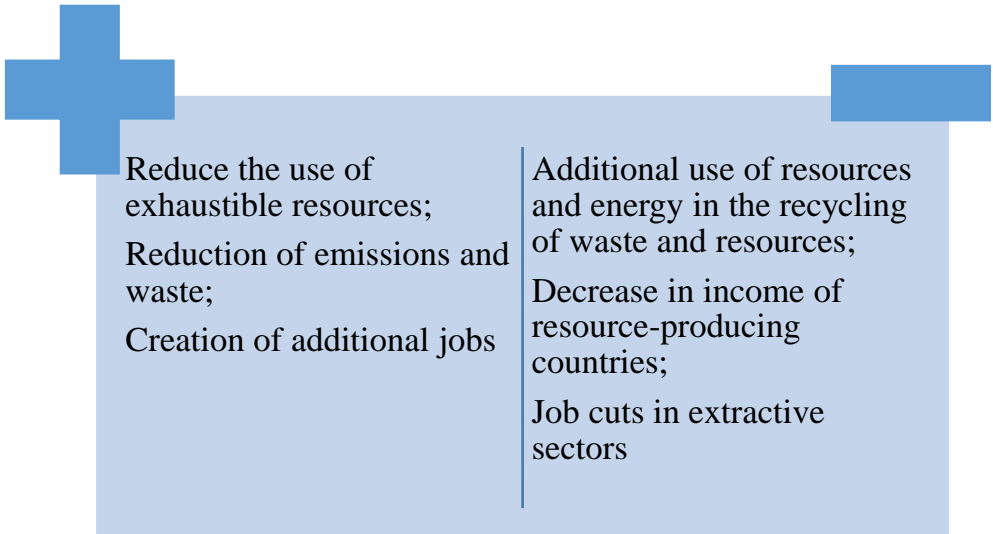 Reduce the use of
exhaustible resources;
Reduction of emissions and
waste;
Creation of additional jobs
Additional use of resources
and energy in the recycling
of waste and resources;
Decrease in income of
resource-producing
countries;
Job cuts in extractive
sectors